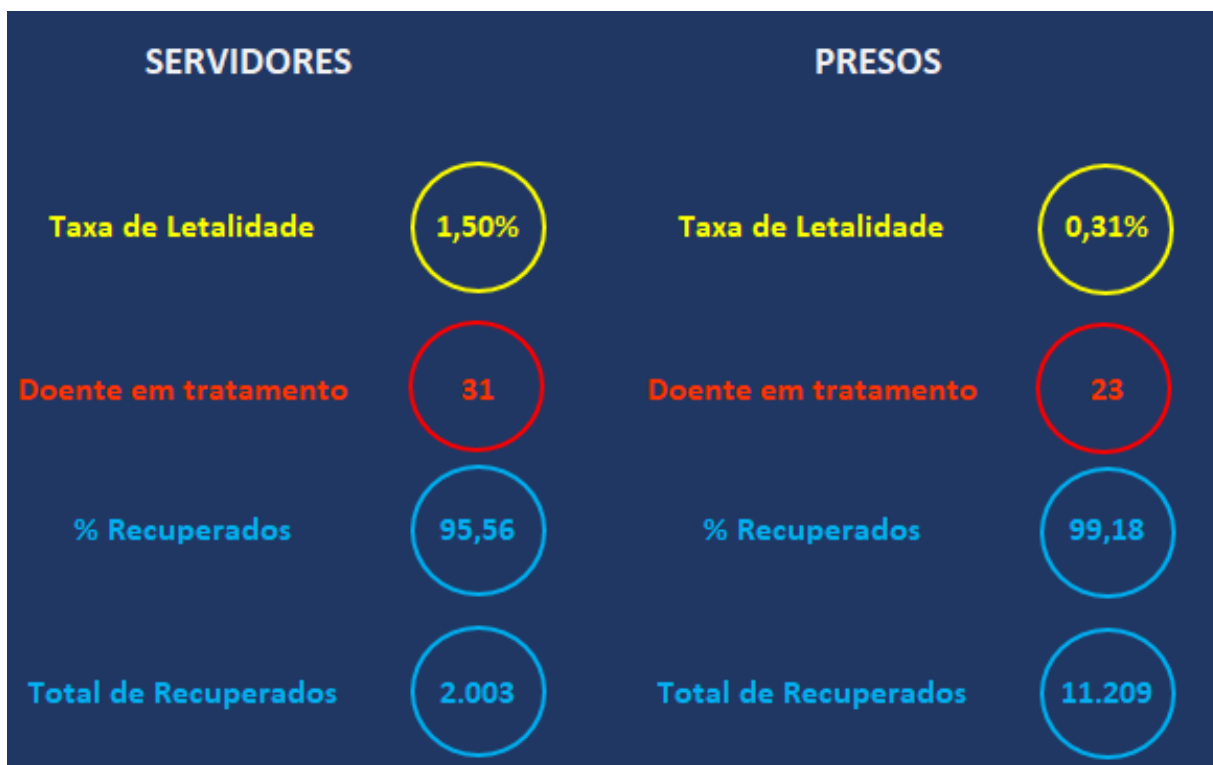 SERVIDORES PRESOS
Taxa de Letalidade 1,50% Taxa de Letalidade 0,31%
Doente em tratamento 31 Doente em tratamento 23
% Recuperados 95,56 % Recuperados 99,18
Total de Recuperados 2.003 Total de Recuperados 11.209